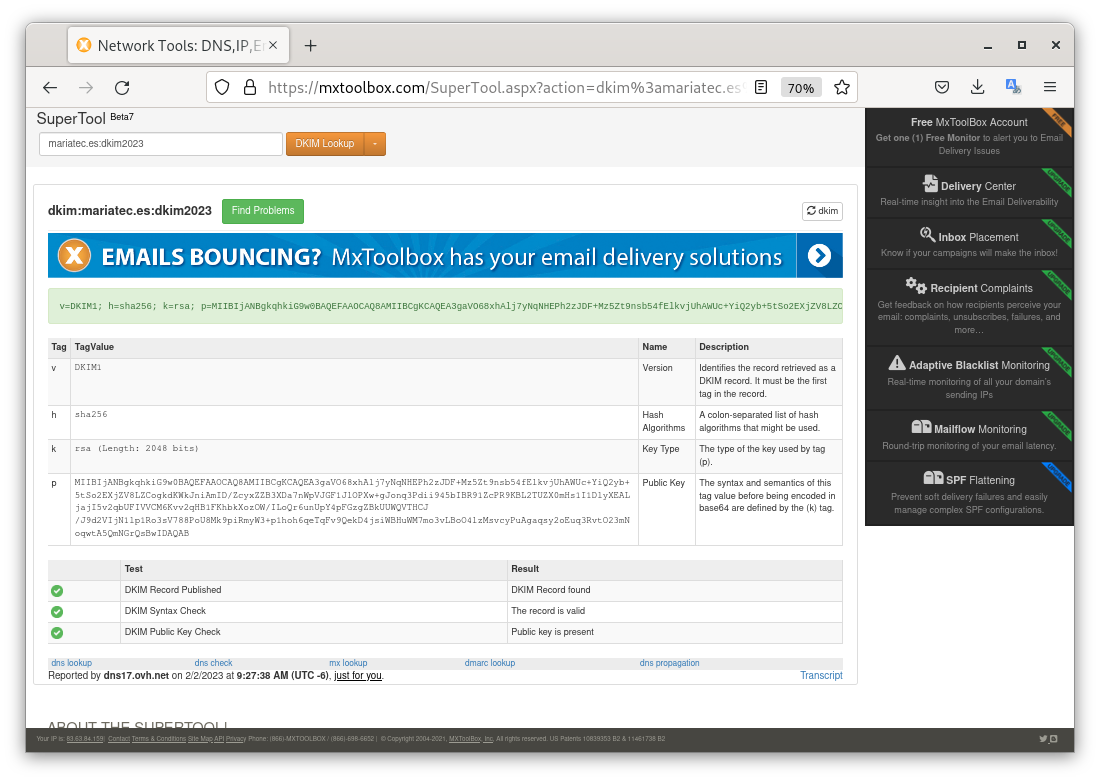 Network Tools: DNS,IP,E
https://mxtoolbox.com/SuperTool.aspx?action=dkim%3amariatec.es
70%
SuperTool Beta7
mariatec.es:dkim2023
DKIM Lookup
dkim:mariatec.es:dkim2023
Find Problems
dkim
EMAILS BOUNCING? MxToolbox has your email delivery solutions
v=DKIM1; h=sha256; k=rsa; p=MIIBIjANBgkqhkiG9w0BAQEFAAOCAQ8AMIIBCgKCAQEA3gaVO68xhAlj7yNqNHEPh2zJDF+Mz5Zt9nsb54fElkvjUhAWUc+YiQ2yb+5tSo2EXjZV8LZC
Tag TagValue Name Description
v DKIM1 Version Identifies the record retrieved as a
DKIM record. It must be the first
tag in the record.
h sha256 Hash Algorithms A colon-separated list of hash
algorithms that might be used.
k rsa (Length: 2048 bits) Key Type The type of the key used by tag
(p).
p MIIBIjANBgkqhkiG9w0BAQEFAAOCAQ8AMIIBCgKCAQEA3gaVO68xhAlj7yNqNHEPh2zJDF+Mz5Zt9nsb54fElkvjUhAWUc+YiQ2yb+ Public Key The syntax and semantics of this
tag value before being encoded in
base64 are defined by the (k) tag.
Test Result
DKIM Record Published DKIM Record found
DKIM Syntax Check The record is valid
DKIM Public Key Check Public key is present
dns lookup dns check mx lookup dmarc lookup dns propagation
Reported by dns17.ovh.net on 2/2/2023 at 9:27:38 AM (UTC -6), just for you. Transcript
ABOUT THE SUPERTOOL!
Free MxToolBox Account
FREE
Get one (1) Free Monitor to alert you to Email
Delivery Issues
Delivery Center
UPGRADE
Real-time insight into the Email Deliverability
Inbox Placement
UPGRADE
Know if your campaigns will make the inbox!
Recipient Complaints
UPGRADE
Get feedback on how recipients perceive your
email: complaints, unsubscribes, failures, and
more...
Adaptive Blacklist Monitoring
UPGRADE
Real-time monitoring of all your domain's
sending IPs
Mailflow Monitoring
UPGRADE
Round-trip monitoring of your email latency.
SPF Flattening
UPGRADE
Prevent soft delivery failures and easily
manage complex SPF configurations.
Your IP is: 83.63.84.159| Contact Terms & Conditions Site Map API Privacy Phone: (866)-MXTOOLBOX / (866)-698-6652 | © Copyright 2004-2021, MXToolBox, Inc. All rights reserved. US Patents 10839353 B2 & 11461738 B2